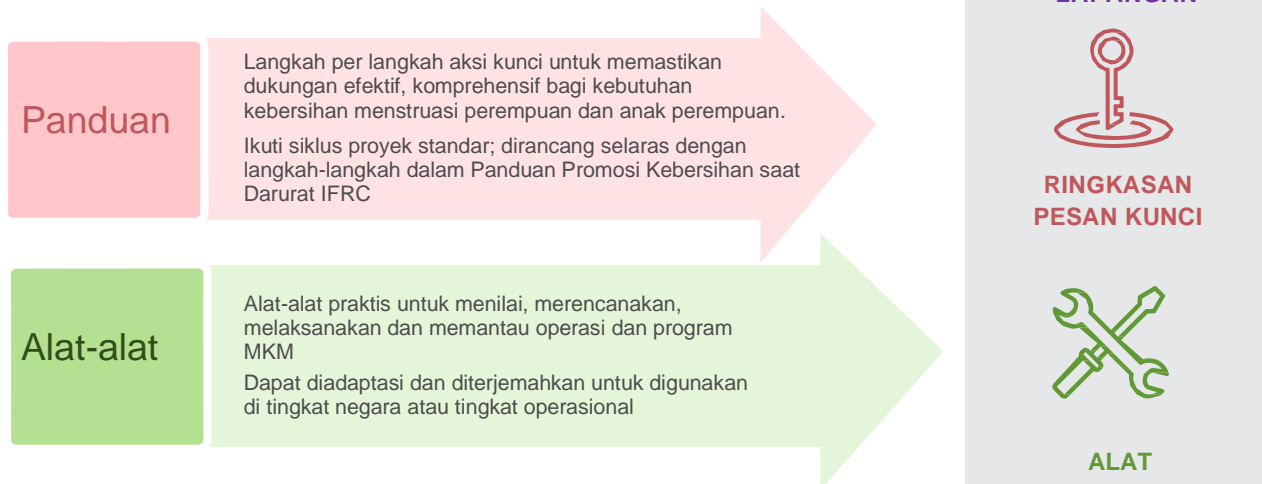 Panduan
Langkah per langkah aksi kunci untuk memastikan
dukungan efektif, komprehensif bagi kebutuhan
kebersihan menstruasi perempuan dan anak perempuan.
Ikuti siklus proyek standar; dirancang selaras dengan
langkah-langkah dalam Panduan Promosi Kebersihan saat
Darurat IFRC
Alat-alat
Alat-alat praktis untuk menilai, merencanakan,
melaksanakan dan memantau operasi dan program
MKM
Dapat diadaptasi dan diterjemahkan untuk digunakan
di tingkat negara atau tingkat operasional
LAPANGAN
RINGKASAN
PESAN KUNCI
ALAT